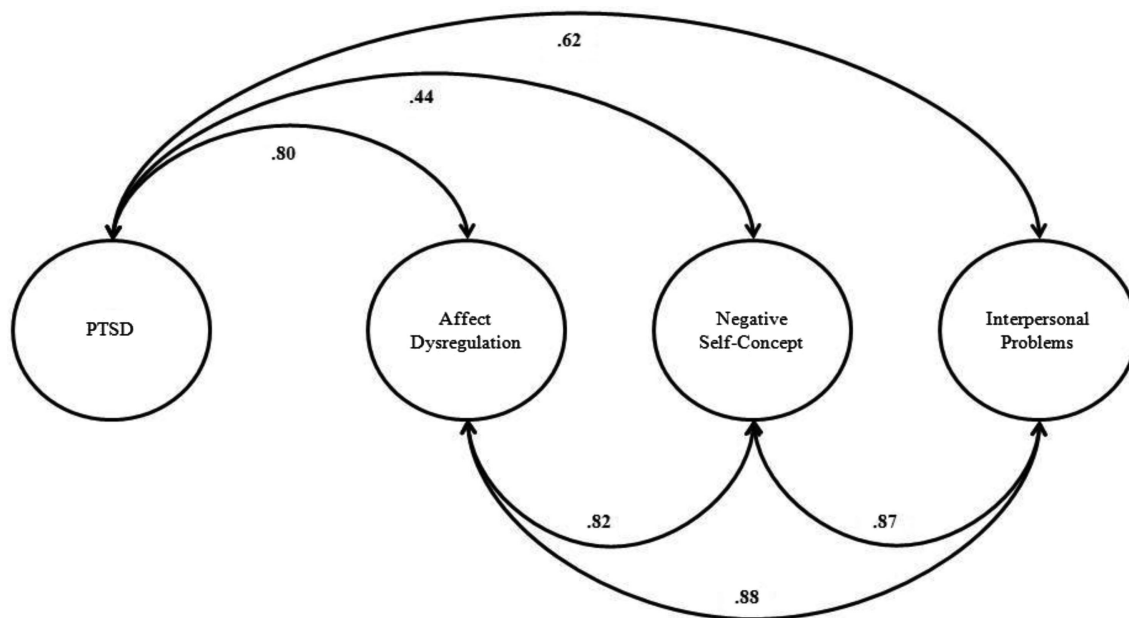 .62
.44
.80
PTSD
Affect
Dysregulation
Negative
Self-Concept
Interpersonal
Problems
.82
.87
.88